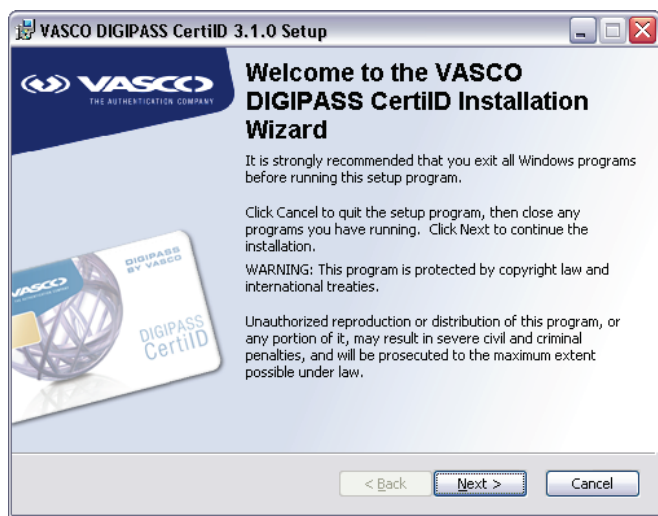 VASCO DIGIPASS CertiID 3.1.0 Setup
VASCO
THE AUTHENTICATION COMPANY
Welcome to the VASCO
DIGIPASS CertiID Installation
Wizard
It is strongly recommended that you exit all Windows programs
before running this setup program.
Click Cancel to quit the setup program, then close any
programs you have running. Click Next to continue the
installation.
WARNING: This program is protected by copyright law and
international treaties.
Unauthorized reproduction or distribution of this program, or
any portion of it, may result in severe civil and criminal
penalties, and will be prosecuted to the maximum extent
possible under law.
DIGIPASS
BY VASCO
VASCO
DIGIPASS
CertiID
< Back
Next >
Cancel